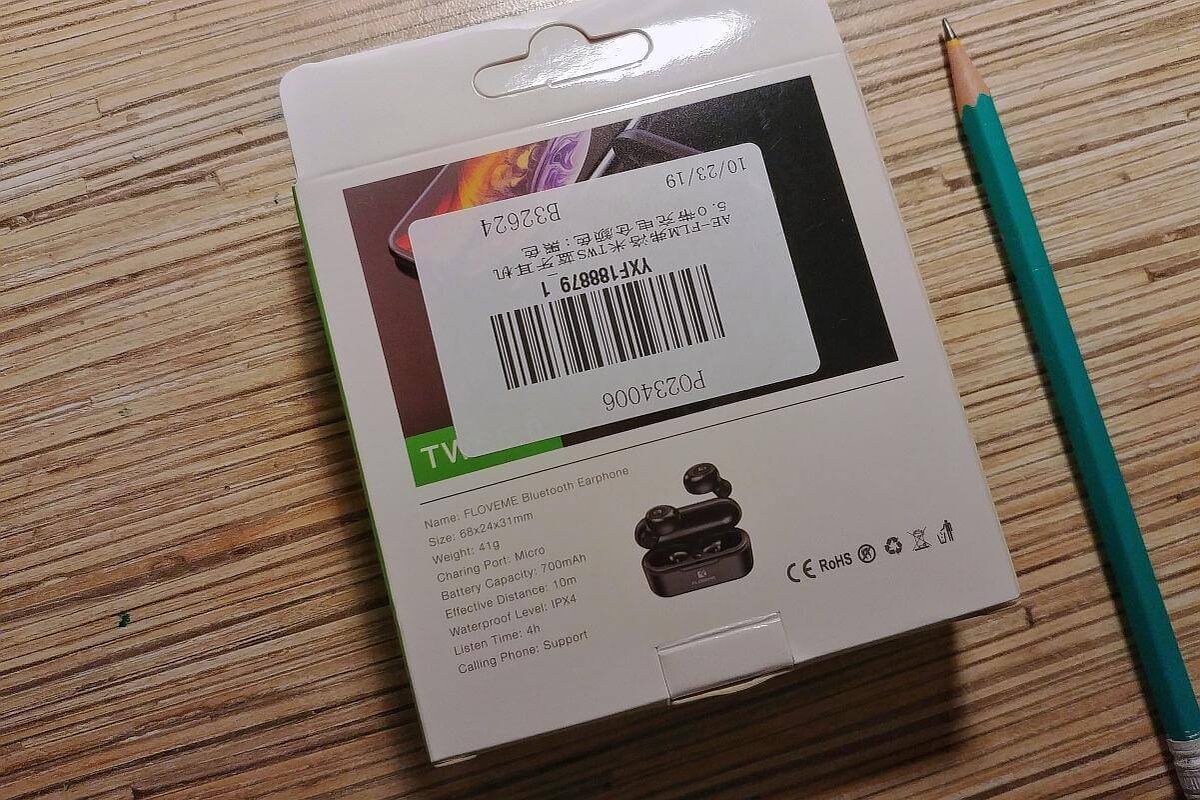 10/23/19
B32624
AE-FLM弗洛米TWS蓝牙耳机_
5.0带充电仓颜色:黑色
YXF188879 1
P0234006
TW
Name: FLOVEME Bluetooth Earphone
Size: 68x24x31mm
Weight: 41g
Charing Port: Micro
Battery Capacity: 700mAh
Effective Distance: 10m
Waterproof Level: IPX4
Listen Time: 4h
Calling Phone: Support
FLOVEME
CE RoHS